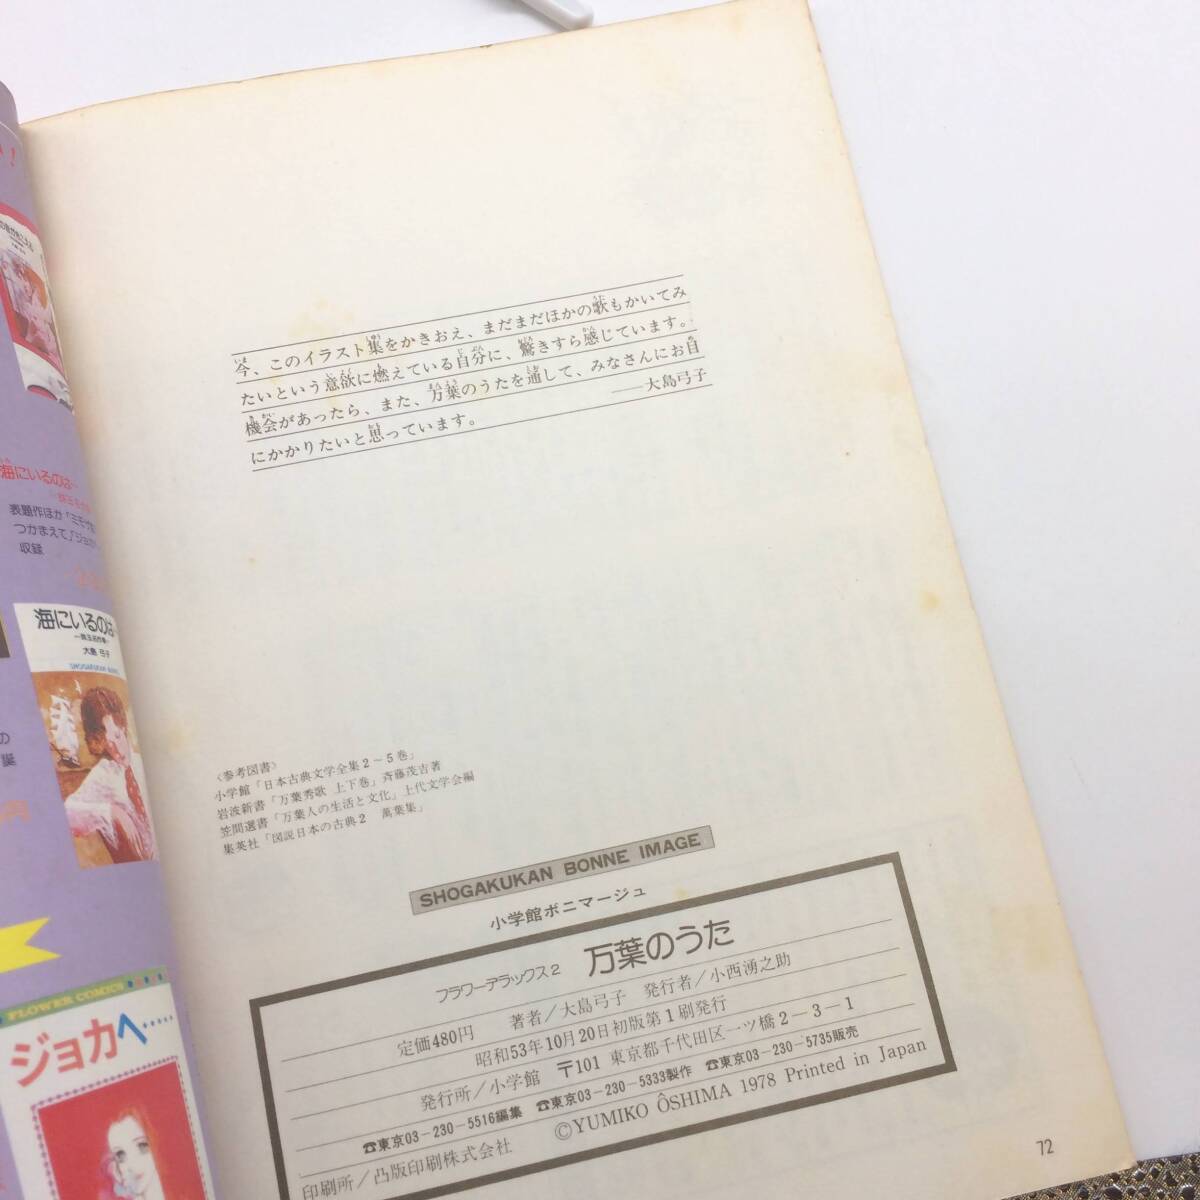 海にいるのは…
表題作ほか「ミモザ
つかまえて」「ジョカへ
収録
海にいるのは…
大島弓子
の
誕
円
FLOWER COMICS
ジョカへ……
今、このイラスト集をかきおえ、まだまだほかの歌もかいてみ
たいという意欲に燃えている自分に、驚きすら感じています。
機会があったら、また、万葉のうたを通して、みなさんにお目
にかかりたいと思っています。
——大島弓子
〈参考図書〉
小学館「日本古典文学全集2～5巻」
岩波新書「万葉秀歌 上下巻」斉藤茂吉著
笠間選書「万葉人の生活と文化」上代文学会編
集英社「図説日本の古典2 萬葉集」
SHOGAKUKAN BONNE IMAGE
小学館ボニマージュ
フラワーデラックス2 万葉のうた
定価480円 著者/大島弓子 発行者/小西湧之助
昭和53年10月20日初版第1刷発行
発行所/小学館 〒101 東京都千代田区一ツ橋2-3-1
☎東京03-230-5516編集 ☎東京03-230-5333製作 ☎東京03-230-5735販売
印刷所/凸版印刷株式会社 ©YUMIKO ÔSHIMA 1978 Printed in Japan
72